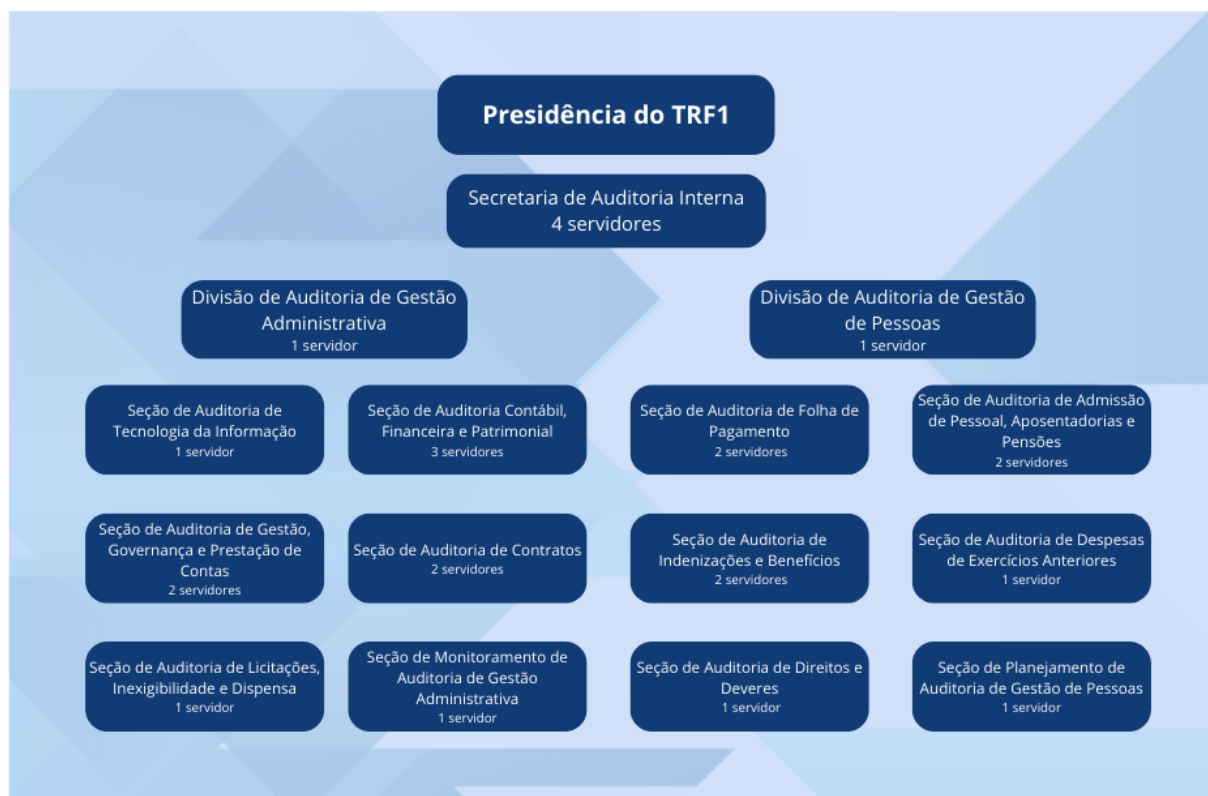 Presidência do TRF1
Secretaria de Auditoria Interna
4 servidores
Divisão de Auditoria de Gestão
Administrativa
1 servidor
Divisão de Auditoria de Gestão
de Pessoas
1 servidor
Seção de Auditoria de
Tecnologia da Informação
1 servidor
Seção de Auditoria Contábil,
Financeira e Patrimonial
3 servidores
Seção de Auditoria de Folha de
Pagamento
2 servidores
Seção de Auditoria de Admissão
de Pessoal, Aposentadorias e
Pensões
2 servidores
Seção de Auditoria de Gestão,
Governança e Prestação de
Contas
2 servidores
Seção de Auditoria de Contratos
2 servidores
Seção de Auditoria de
Indenizações e Benefícios
2 servidores
Seção de Auditoria de Despesas
de Exercícios Anteriores
1 servidor
Seção de Auditoria de Licitações,
Inexigibilidade e Dispensa
1 servidor
Seção de Monitoramento de
Auditoria de Gestão
Administrativa
1 servidor
Seção de Auditoria de Direitos e
Deveres
1 servidor
Seção de Planejamento de
Auditoria de Gestão de Pessoas
1 servidor